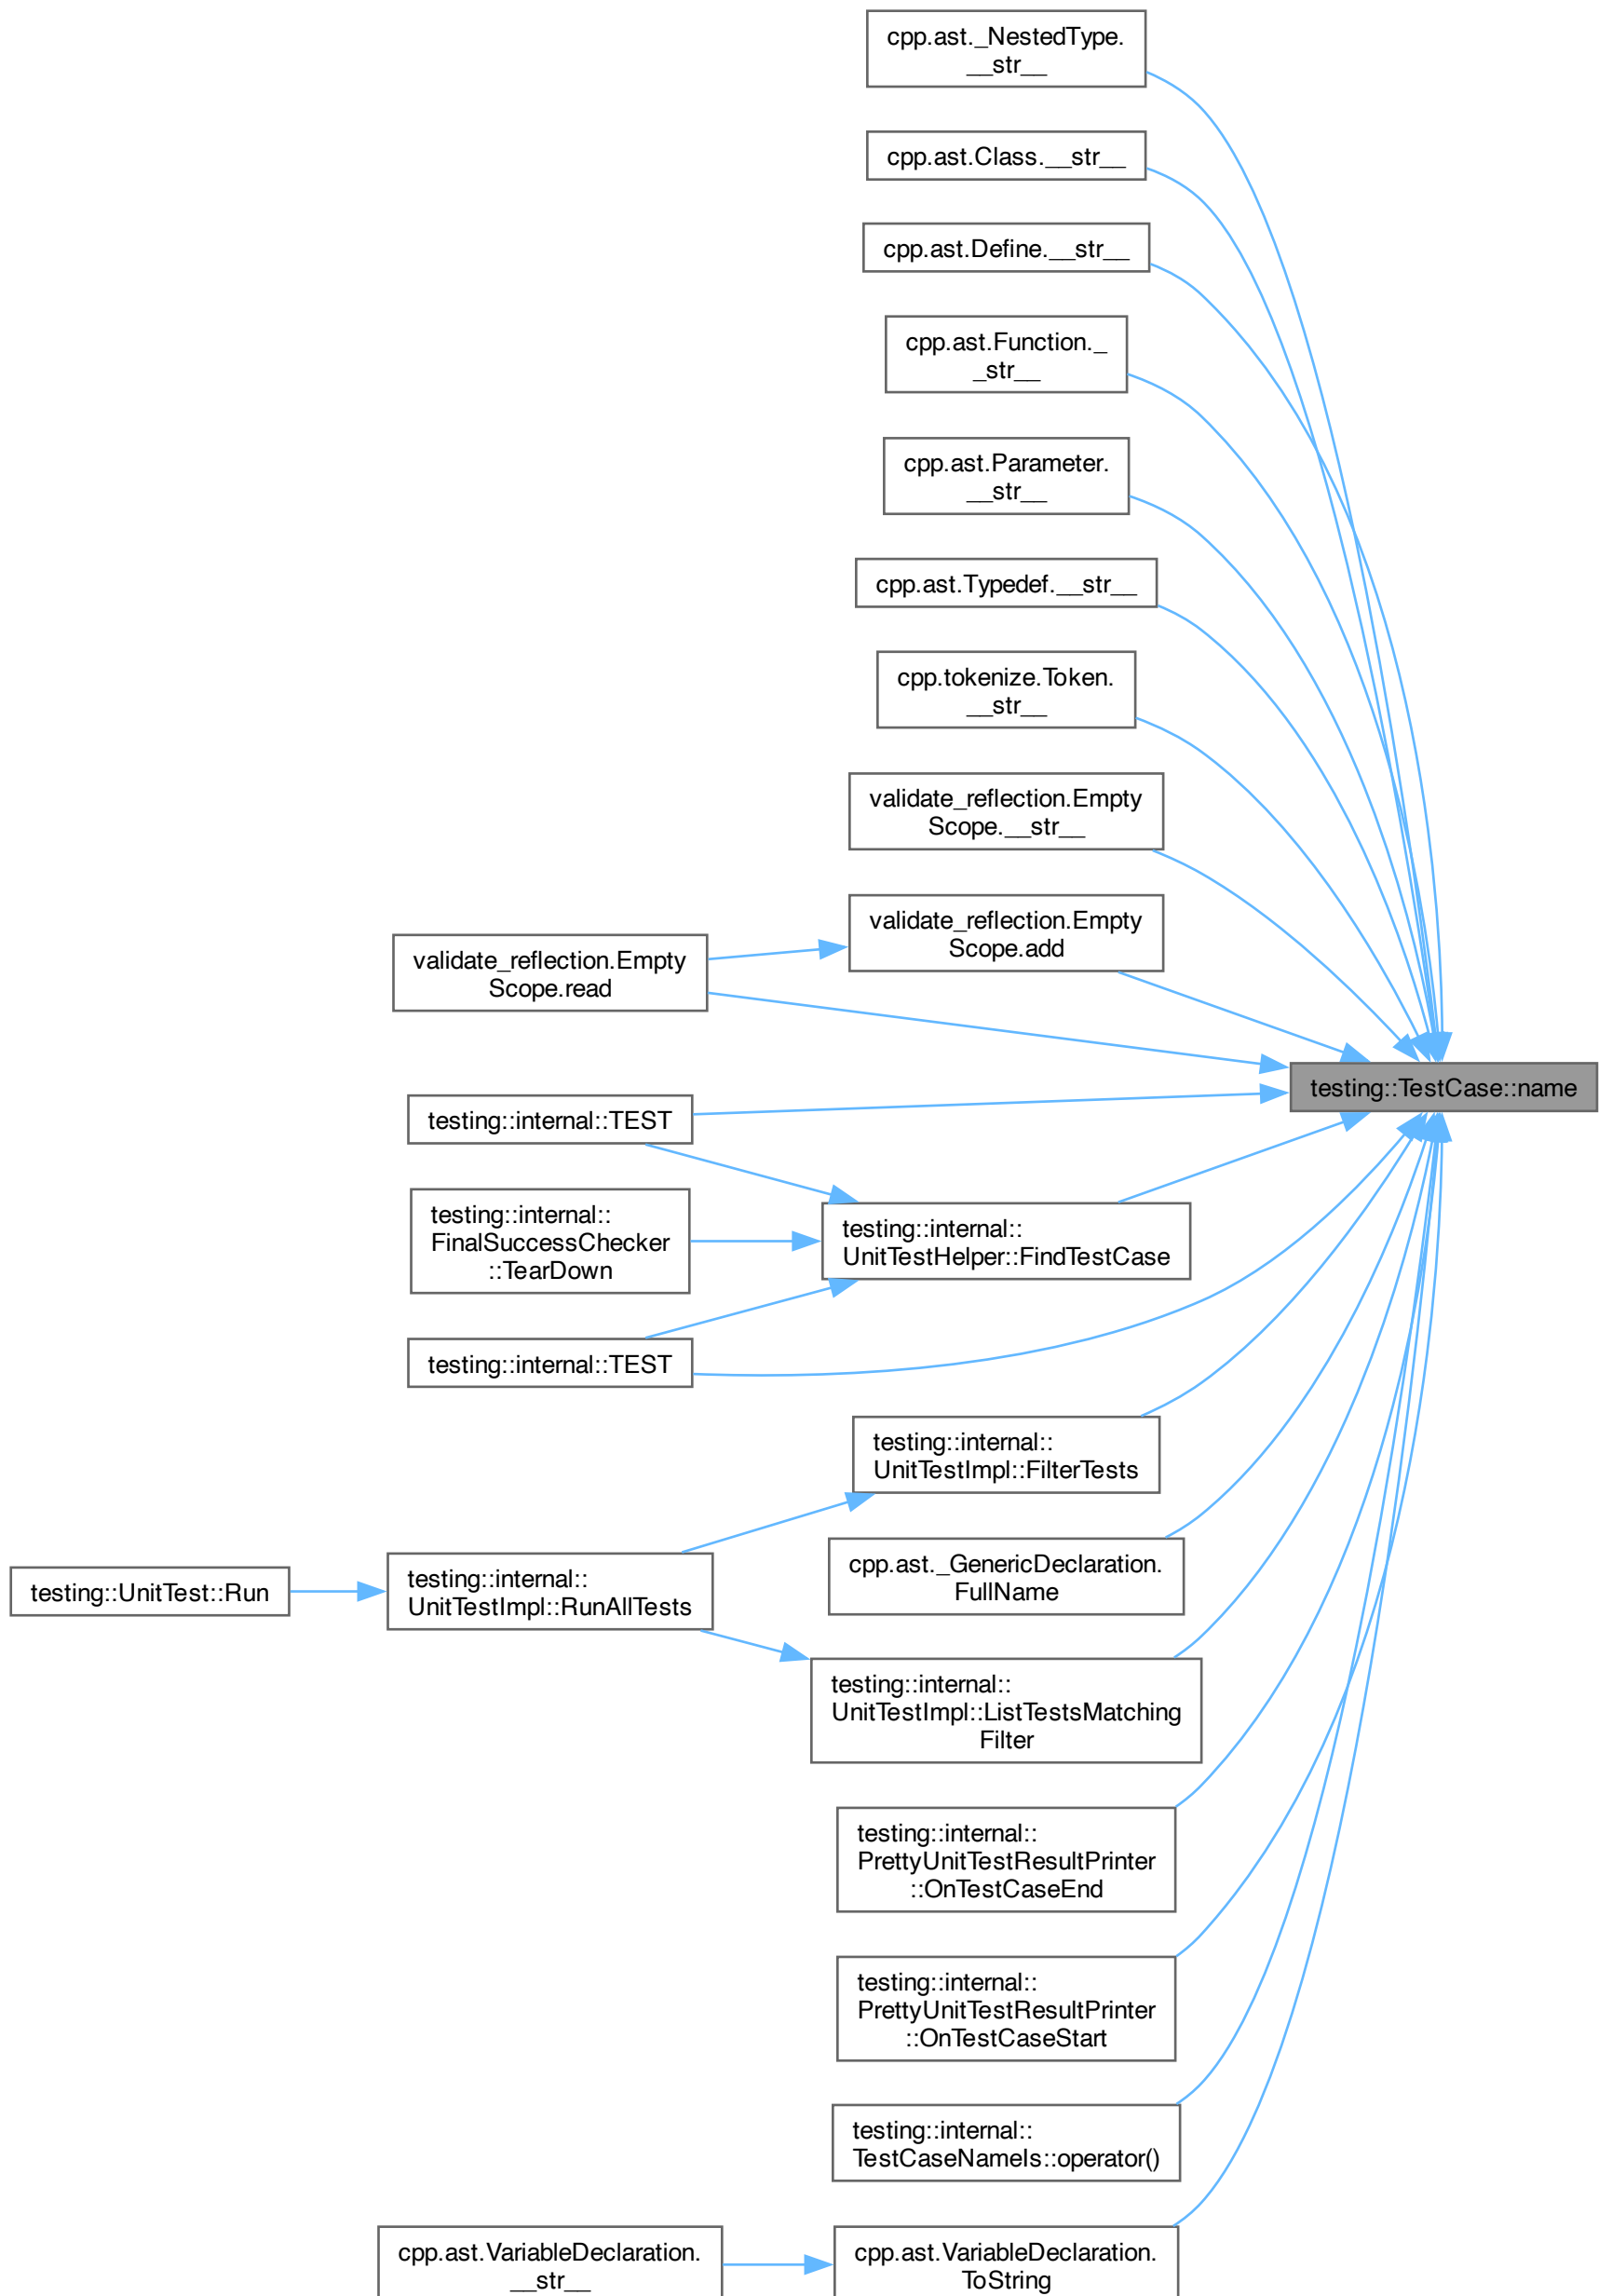 cpp.ast._NestedType.
__str__
cpp.ast.Class.__str__
cpp.ast.Define.__str__
cpp.ast.Function._
_str__
cpp.ast.Parameter.
__str__
cpp.ast.Typedef.__str__
cpp.tokenize.Token.
__str__
validate_reflection.Empty
Scope.__str__
validate_reflection.Empty
Scope.add
validate_reflection.Empty
Scope.read
testing::TestCase::name
testing::internal::TEST
testing::internal::
FinalSuccessChecker
::TearDown
testing::internal::
UnitTestHelper::FindTestCase
testing::internal::TEST
testing::internal::
UnitTestImpl::FilterTests
testing::UnitTest::Run
testing::internal::
UnitTestImpl::RunAllTests
cpp.ast._GenericDeclaration.
FullName
testing::internal::
UnitTestImpl::ListTestsMatching
Filter
testing::internal::
PrettyUnitTestResultPrinter
::OnTestCaseEnd
testing::internal::
PrettyUnitTestResultPrinter
::OnTestCaseStart
testing::internal::
TestCaseNameIs::operator()
cpp.ast.VariableDeclaration.
__str__
cpp.ast.VariableDeclaration.
ToString